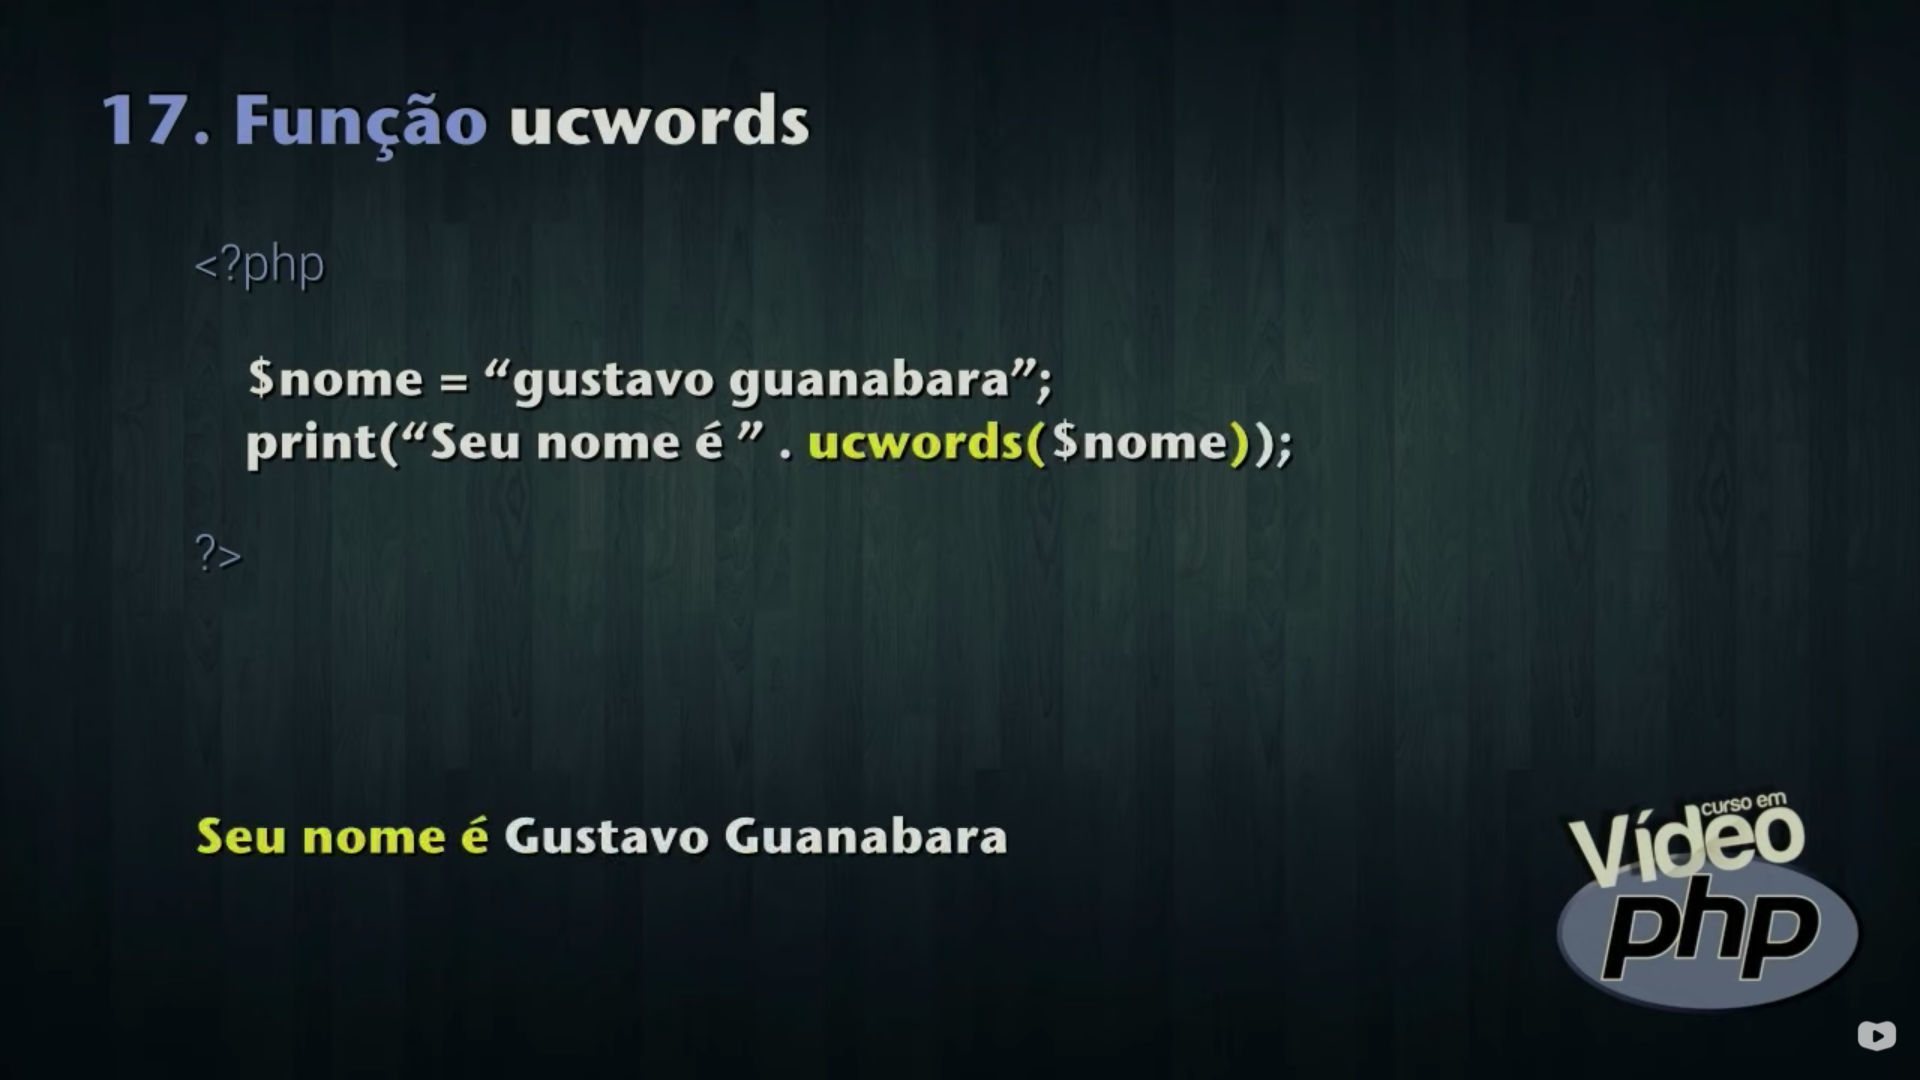 17. Função ucwords
<?php
$nome = “gustavo guanabara”;
print(“Seu nome é ” . ucwords($nome));
?>
Seu nome é Gustavo Guanabara
curso em
Vídeo
php